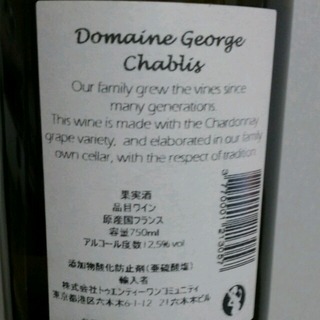 Domaine George
Chablis
Our family grew the vines since
many generations.
This wine is made with the Chardonnay
grape variety, and elaborated in our family
own cellar, with the respect of tradition.
果実酒
品目ワイン
原産国フランス
容量750ml
アルコール度数12.5% vol
添加物酸化防止剤(亜硫酸塩)
輸入者
株式会社トゥエンティーワンコミュニティ
東京都港区六本木6-1-12 21六本木ビル